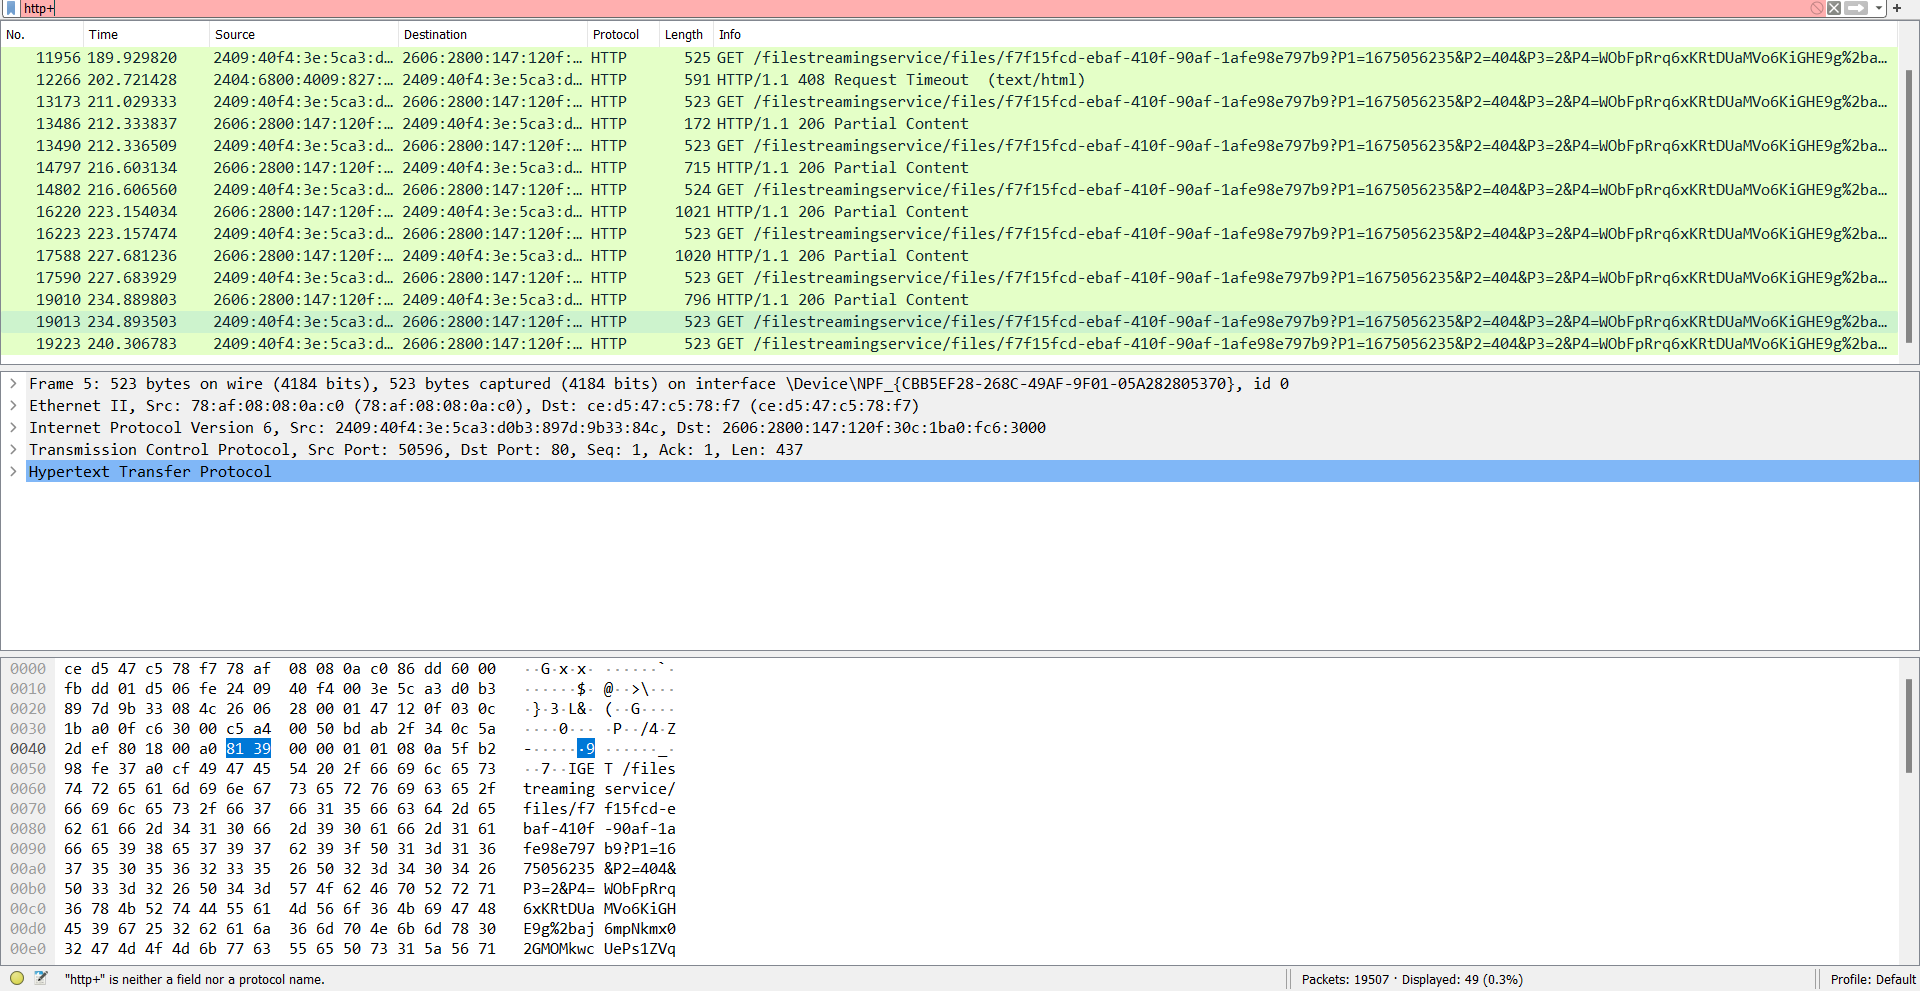 http+
No. Time Source Destination Protocol Length Info
11956 189.929820 2409:40f4:3e:5ca3:d… 2606:2800:147:120f:… HTTP 525 GET /filestreamingservice/files/f7f15fcd-ebaf-410f-90af-1afe98e797b9?P1=1675056235&P2=404&P3=2&P4=WObFpRrq6xKRtDUaMVo6KiGHE9g%2ba…
12266 202.721428 2404:6800:4009:827:… 2409:40f4:3e:5ca3:d… HTTP 591 HTTP/1.1 408 Request Timeout (text/html)
13173 211.029333 2409:40f4:3e:5ca3:d… 2606:2800:147:120f:… HTTP 523 GET /filestreamingservice/files/f7f15fcd-ebaf-410f-90af-1afe98e797b9?P1=1675056235&P2=404&P3=2&P4=WObFpRrq6xKRtDUaMVo6KiGHE9g%2ba…
13486 212.333837 2606:2800:147:120f:… 2409:40f4:3e:5ca3:d… HTTP 172 HTTP/1.1 206 Partial Content
13490 212.336509 2409:40f4:3e:5ca3:d… 2606:2800:147:120f:… HTTP 523 GET /filestreamingservice/files/f7f15fcd-ebaf-410f-90af-1afe98e797b9?P1=1675056235&P2=404&P3=2&P4=WObFpRrq6xKRtDUaMVo6KiGHE9g%2ba…
14797 216.603134 2606:2800:147:120f:… 2409:40f4:3e:5ca3:d… HTTP 715 HTTP/1.1 206 Partial Content
14802 216.606560 2409:40f4:3e:5ca3:d… 2606:2800:147:120f:… HTTP 524 GET /filestreamingservice/files/f7f15fcd-ebaf-410f-90af-1afe98e797b9?P1=1675056235&P2=404&P3=2&P4=WObFpRrq6xKRtDUaMVo6KiGHE9g%2ba…
16220 223.154034 2606:2800:147:120f:… 2409:40f4:3e:5ca3:d… HTTP 1021 HTTP/1.1 206 Partial Content
16223 223.157474 2409:40f4:3e:5ca3:d… 2606:2800:147:120f:… HTTP 523 GET /filestreamingservice/files/f7f15fcd-ebaf-410f-90af-1afe98e797b9?P1=1675056235&P2=404&P3=2&P4=WObFpRrq6xKRtDUaMVo6KiGHE9g%2ba…
17588 227.681236 2606:2800:147:120f:… 2409:40f4:3e:5ca3:d… HTTP 1020 HTTP/1.1 206 Partial Content
17590 227.683929 2409:40f4:3e:5ca3:d… 2606:2800:147:120f:… HTTP 523 GET /filestreamingservice/files/f7f15fcd-ebaf-410f-90af-1afe98e797b9?P1=1675056235&P2=404&P3=2&P4=WObFpRrq6xKRtDUaMVo6KiGHE9g%2ba…
19010 234.889803 2606:2800:147:120f:… 2409:40f4:3e:5ca3:d… HTTP 796 HTTP/1.1 206 Partial Content
19013 234.893503 2409:40f4:3e:5ca3:d… 2606:2800:147:120f:… HTTP 523 GET /filestreamingservice/files/f7f15fcd-ebaf-410f-90af-1afe98e797b9?P1=1675056235&P2=404&P3=2&P4=WObFpRrq6xKRtDUaMVo6KiGHE9g%2ba…
19223 240.306783 2409:40f4:3e:5ca3:d… 2606:2800:147:120f:… HTTP 523 GET /filestreamingservice/files/f7f15fcd-ebaf-410f-90af-1afe98e797b9?P1=1675056235&P2=404&P3=2&P4=WObFpRrq6xKRtDUaMVo6KiGHE9g%2ba…
Frame 5: 523 bytes on wire (4184 bits), 523 bytes captured (4184 bits) on interface \Device\NPF_{CBB5EF28-268C-49AF-9F01-05A282805370}, id 0
Ethernet II, Src: 78:af:08:08:0a:c0 (78:af:08:08:0a:c0), Dst: ce:d5:47:c5:78:f7 (ce:d5:47:c5:78:f7)
Internet Protocol Version 6, Src: 2409:40f4:3e:5ca3:d0b3:897d:9b33:84c, Dst: 2606:2800:147:120f:30c:1ba0:fc6:3000
Transmission Control Protocol, Src Port: 50596, Dst Port: 80, Seq: 1, Ack: 1, Len: 437
Hypertext Transfer Protocol
0000 ce d5 47 c5 78 f7 78 af 08 08 0a c0 86 dd 60 00 ··G·x·x· ······`·
0010 fb dd 01 d5 06 fe 24 09 40 f4 00 3e 5c a3 d0 b3 ······$· @··>\···
0020 89 7d 9b 33 08 4c 26 06 28 00 01 47 12 0f 03 0c ·}·3·L&· (··G····
0030 1b a0 0f c6 30 00 c5 a4 00 50 bd ab 2f 34 0c 5a ····0··· ·P··/4·Z
0040 2d ef 80 18 00 a0 81 39 00 00 01 01 08 0a 5f b2 -······9 ······_·
0050 98 fe 37 a0 cf 49 47 45 54 20 2f 66 69 6c 65 73 ··7··IGE T /files
0060 74 72 65 61 6d 69 6e 67 73 65 72 76 69 63 65 2f treaming service/
0070 66 69 6c 65 73 2f 66 37 66 31 35 66 63 64 2d 65 files/f7 f15fcd-e
0080 62 61 66 2d 34 31 30 66 2d 39 30 61 66 2d 31 61 baf-410f -90af-1a
0090 66 65 39 38 65 37 39 37 62 39 3f 50 31 3d 31 36 fe98e797 b9?P1=16
00a0 37 35 30 35 36 32 33 35 26 50 32 3d 34 30 34 26 75056235 &P2=404&
00b0 50 33 3d 32 26 50 34 3d 57 4f 62 46 70 52 72 71 P3=2&P4= WObFpRrq
00c0 36 78 4b 52 74 44 55 61 4d 56 6f 36 4b 69 47 48 6xKRtDUa MVo6KiGH
00d0 45 39 67 25 32 62 61 6a 36 6d 70 4e 6b 6d 78 30 E9g%2baj 6mpNkmx0
00e0 32 47 4d 4f 4d 6b 77 63 55 65 50 73 31 5a 56 71 2GMOMkwc UePs1ZVq
"http+" is neither a field nor a protocol name. Packets: 19507 · Displayed: 49 (0.3%) Profile: Default